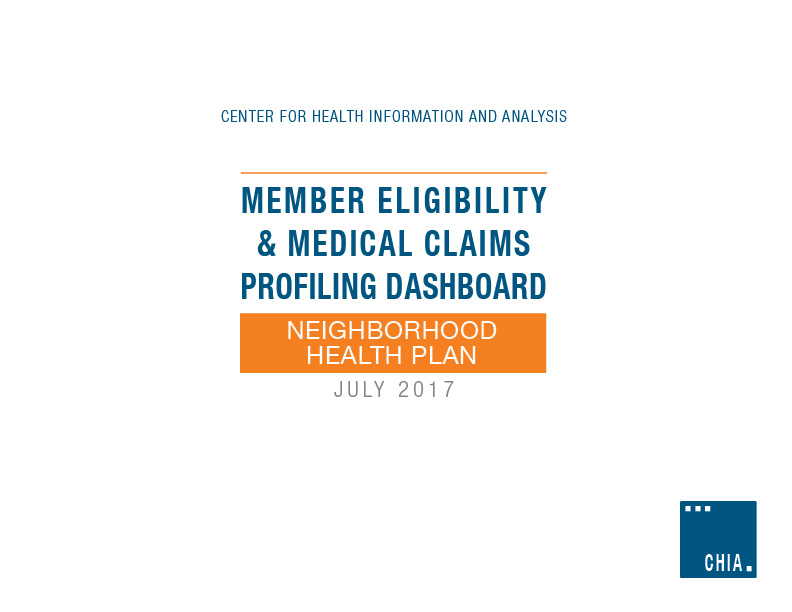 CENTER FOR HEALTH INFORMATION AND ANALYSIS
MEMBER ELIGIBILITY
& MEDICAL CLAIMS
PROFILING DASHBOARD
NEIGHBORHOOD
HEALTH PLAN
JULY 2017
CHIA